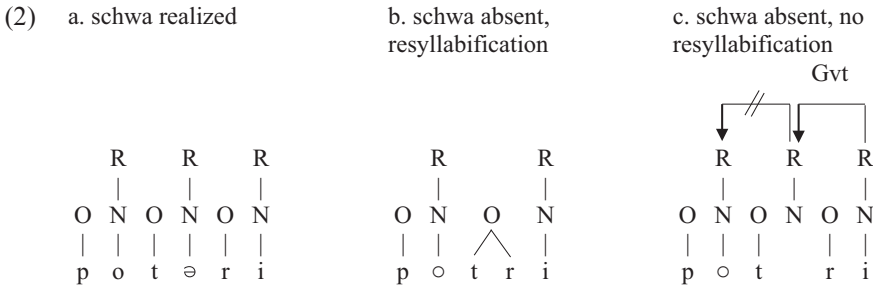 (2) a. schwa realized b. schwa absent, c. schwa absent, no
resyllabification resyllabification
Gvt
R R R R R R R R
O N O N O N O N O N O N O N O N
p o t ə r i p o t r i p o t r i